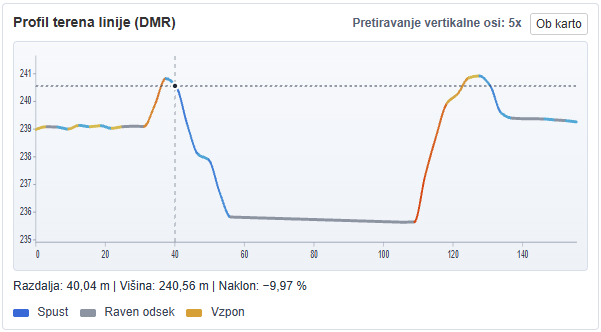 Profil terena linije (DMR)
Pretiravanje vertikalne osi: 5x
Ob karto
241
240
239
238
237
236
235
0 20 40 60 80 100 120 140
Razdalja: 40,04 m | Višina: 240,56 m | Naklon: −9,97 %
Spust Raven odsek Vzpon